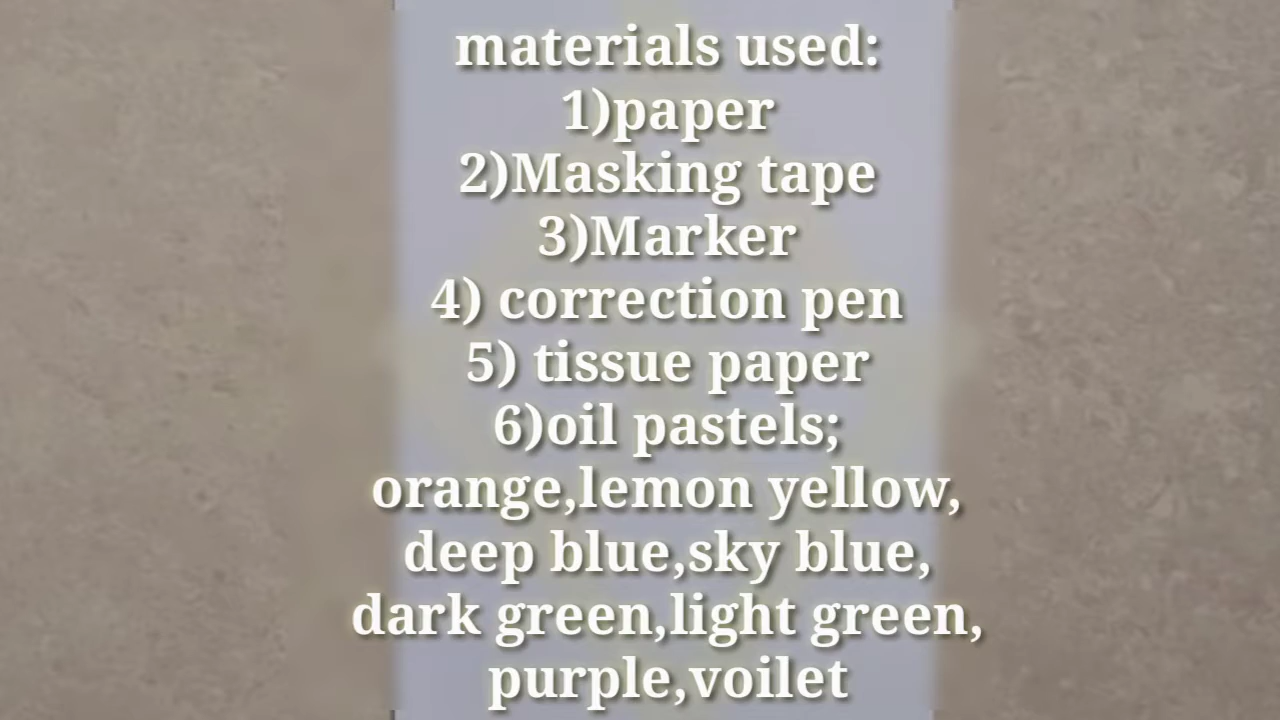 materials used:
1)paper
2)Masking tape
3)Marker
4) correction pen
5) tissue paper
6)oil pastels;
orange,lemon yellow,
deep blue,sky blue,
dark green,light green,
purple,voilet